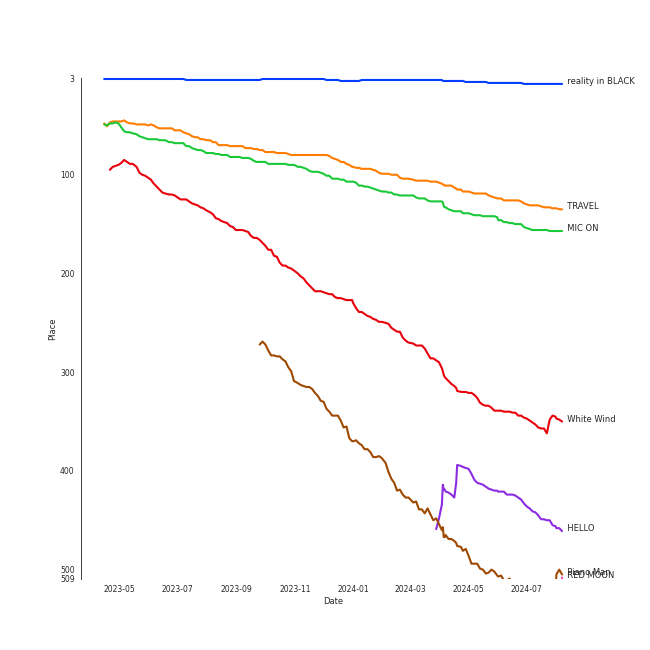 3
reality in BLACK
100
TRAVEL
MIC ON
200
Place
300
White Wind
400
HELLO
500
Piano Man
RED MOON
509
2023-05
2023-07
2023-09
2023-11
2024-01
2024-03
2024-05
2024-07
Date